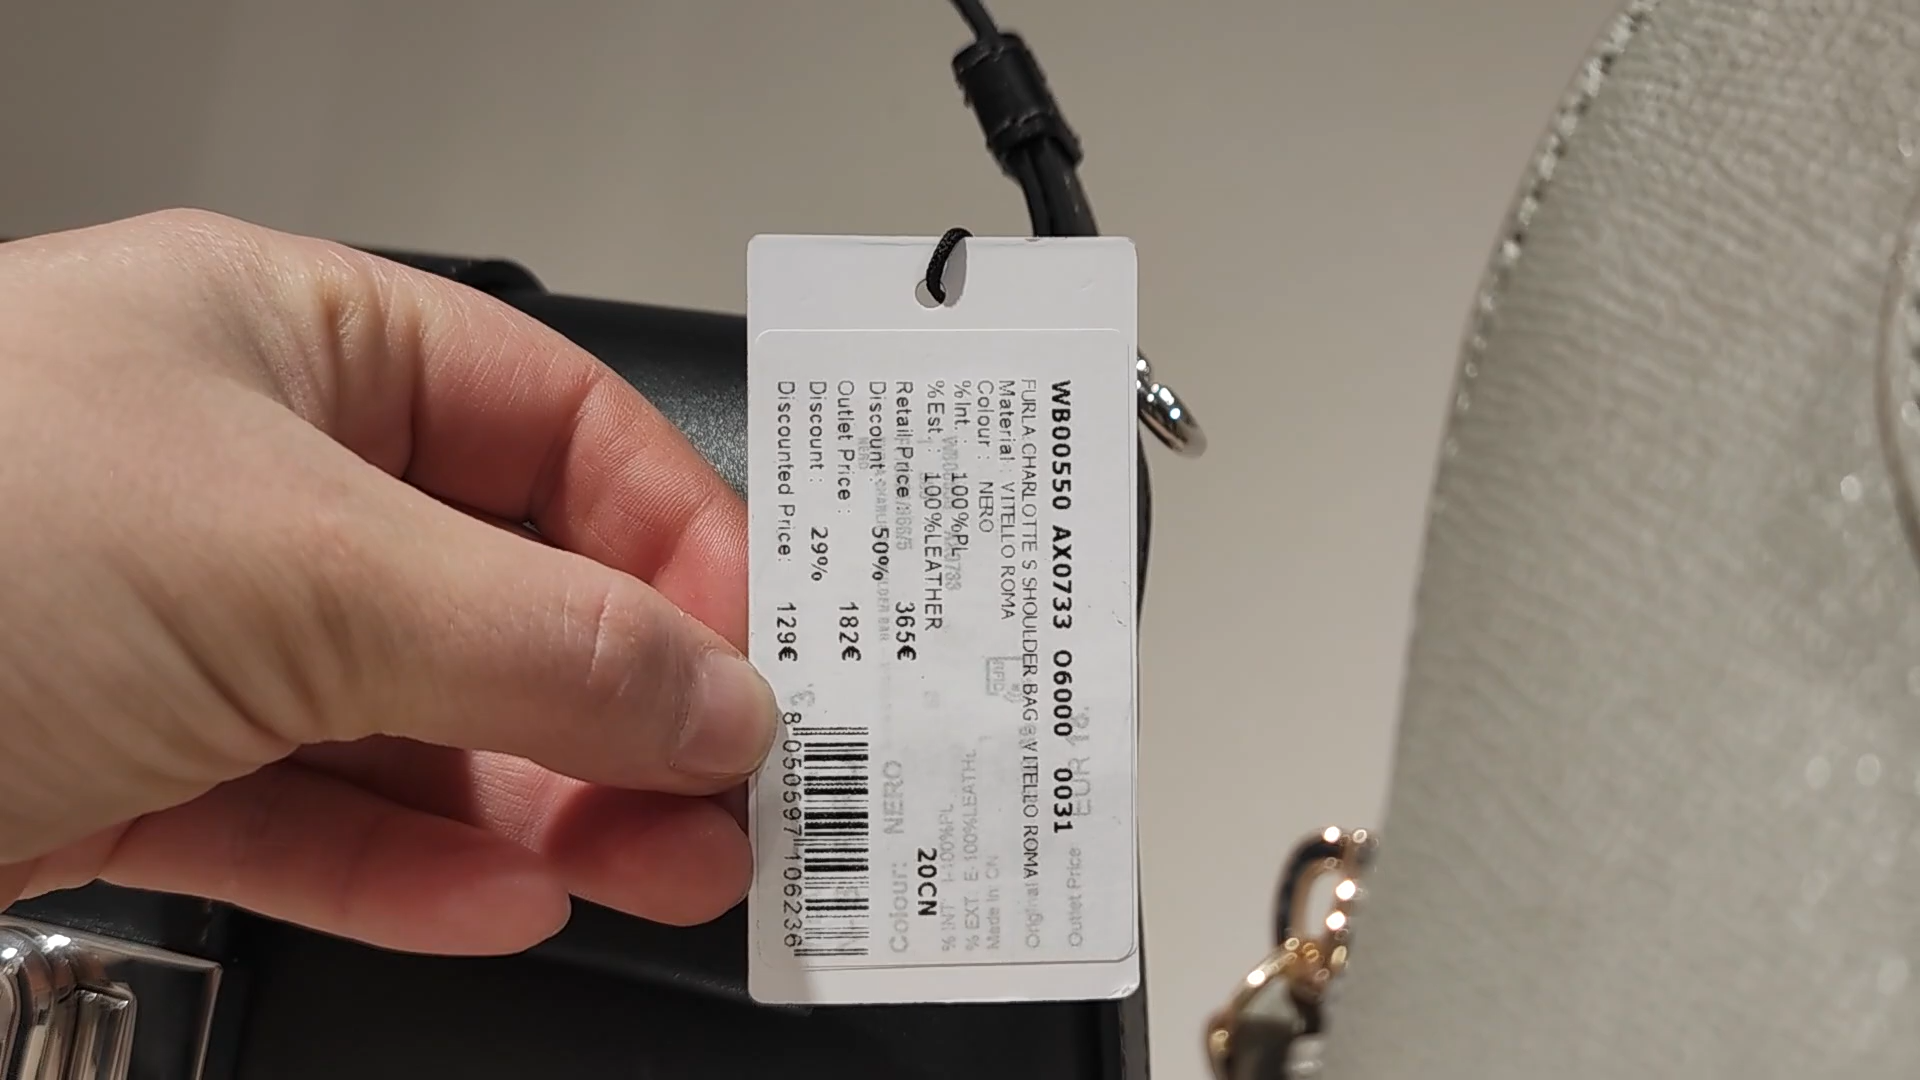 WB00550 AX0733 O6000 0031
FURLA CHARLOTTE S SHOULDER BAG VITELLO ROMA
Material : VITELLO ROMA
Colour : NERO
%Int. : 100%PL
%Est : 100%LEATHER
Retail Price 365€
Discount 50%
Outlet Price : 182€
Discount : 29%
Discounted Price: 129€
20CN
8 050597 106236
Outlet Price
EUR
Made in CN
Colour: NERO